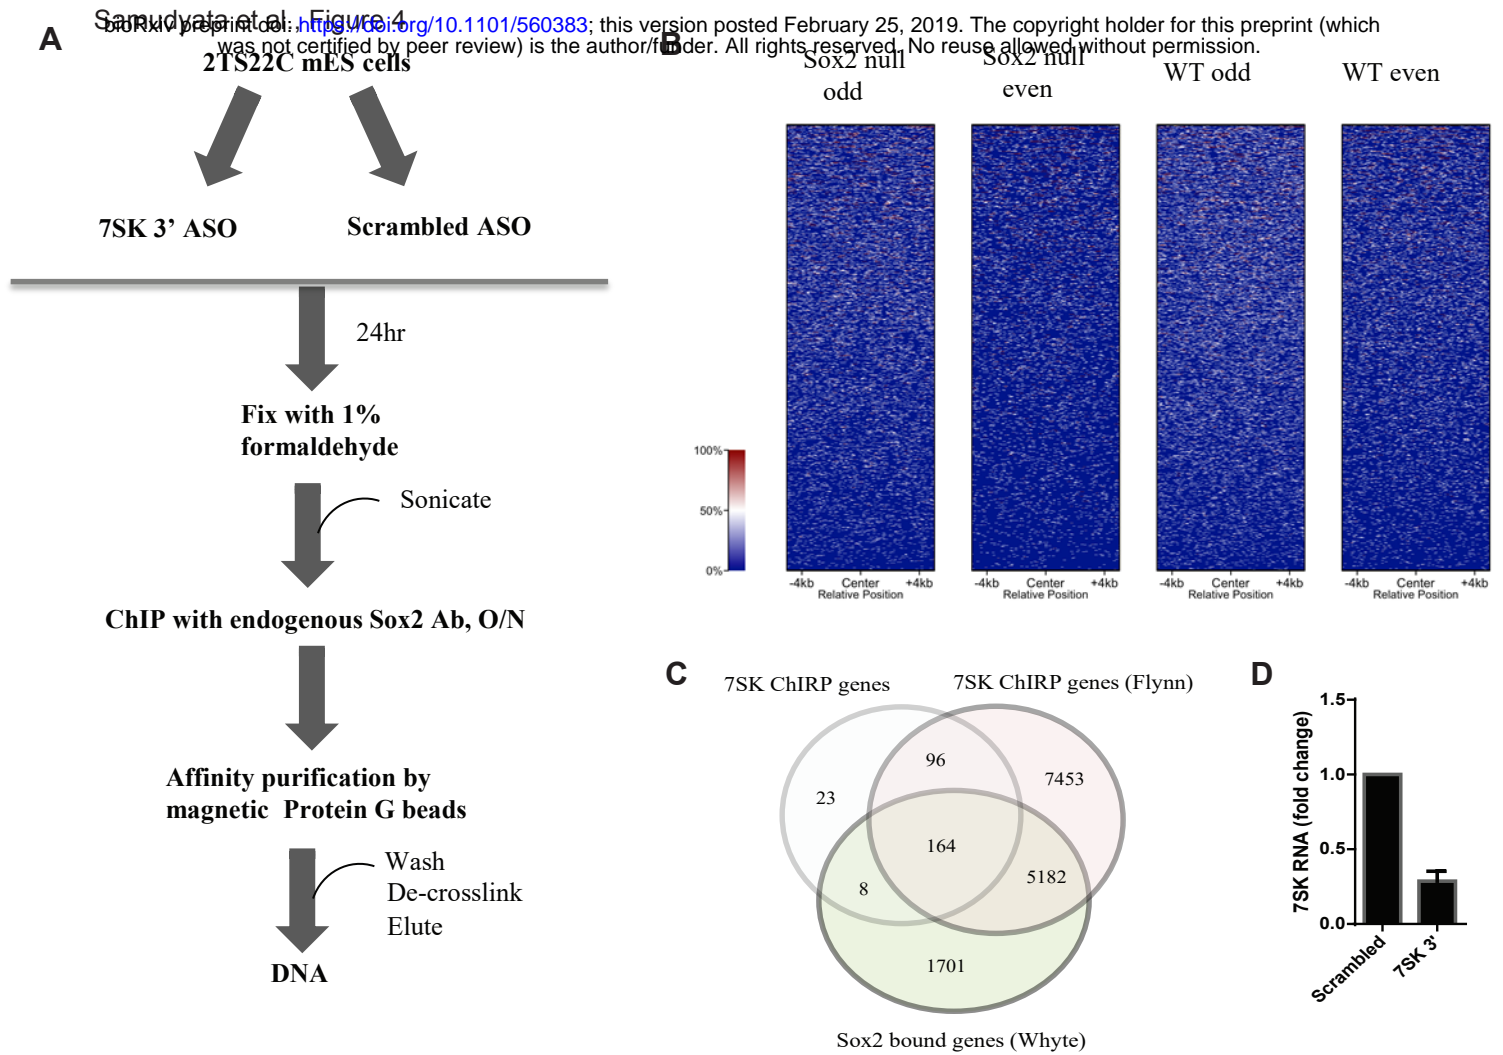 Samudyata et al., Figure 4
bioRxiv preprint doi: https://doi.org/10.1101/560383; this version posted February 25, 2019. The copyright holder for this preprint (which
was not certified by peer review) is the author/funder. All rights reserved. No reuse allowed without permission.
A
2TS22C mES cells
7SK 3’ ASO
Scrambled ASO
24hr
Fix with 1%
formaldehyde
Sonicate
ChIP with endogenous Sox2 Ab, O/N
Affinity purification by
magnetic Protein G beads
Wash
De-crosslink
Elute
DNA
B
Sox2 null
odd
Sox2 null
even
WT odd
WT even
100%
50%
0%
-4kb Center +4kb
Relative Position
-4kb Center +4kb
Relative Position
-4kb Center +4kb
Relative Position
-4kb Center +4kb
Relative Position
C
7SK ChIRP genes
7SK ChIRP genes (Flynn)
96
7453
23
164
8
5182
1701
Sox2 bound genes (Whyte)
D
7SK RNA (fold change)
1.5
1.0
0.5
0.0
Scrambled
7SK 3'